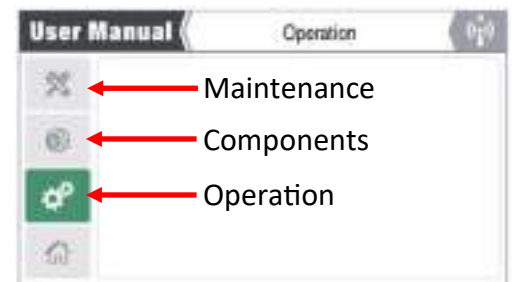 User Manual Operation
Maintenance
Components
Operation